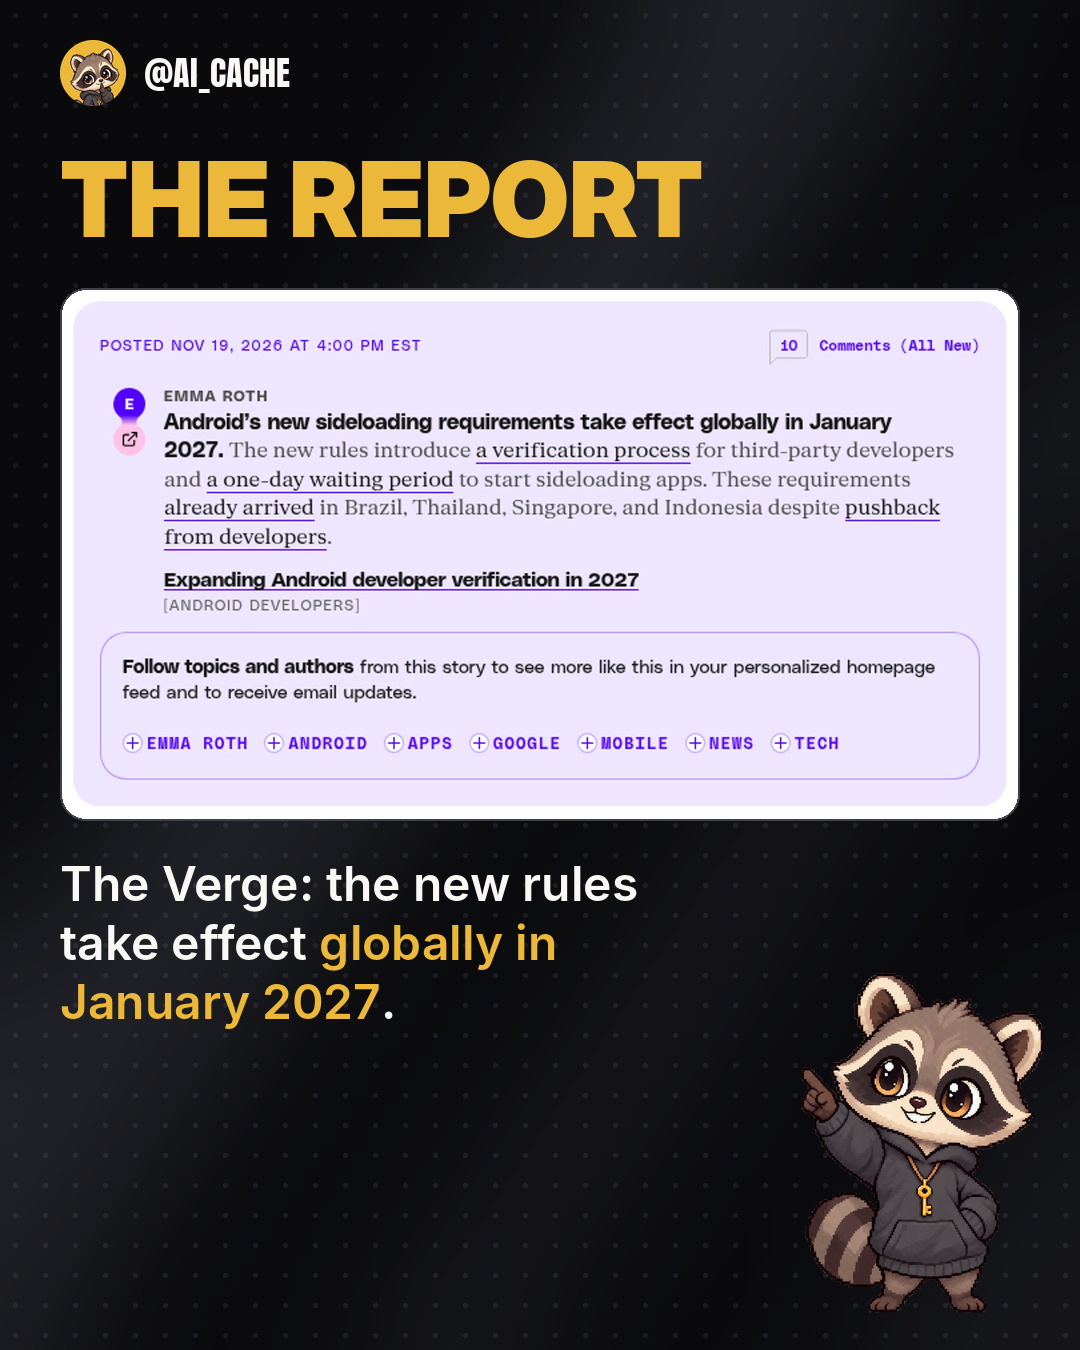 @AI_CACHE
THE REPORT
POSTED NOV 19, 2026 AT 4:00 PM EST
10 Comments (All New)
E
EMMA ROTH
Android’s new sideloading requirements take effect globally in January
2027. The new rules introduce a verification process for third-party developers
and a one-day waiting period to start sideloading apps. These requirements
already arrived in Brazil, Thailand, Singapore, and Indonesia despite pushback
from developers.
Expanding Android developer verification in 2027
[ANDROID DEVELOPERS]
Follow topics and authors from this story to see more like this in your personalized homepage
feed and to receive email updates.
EMMA ROTH ANDROID APPS GOOGLE MOBILE NEWS TECH
The Verge: the new rules
take effect globally in
January 2027.